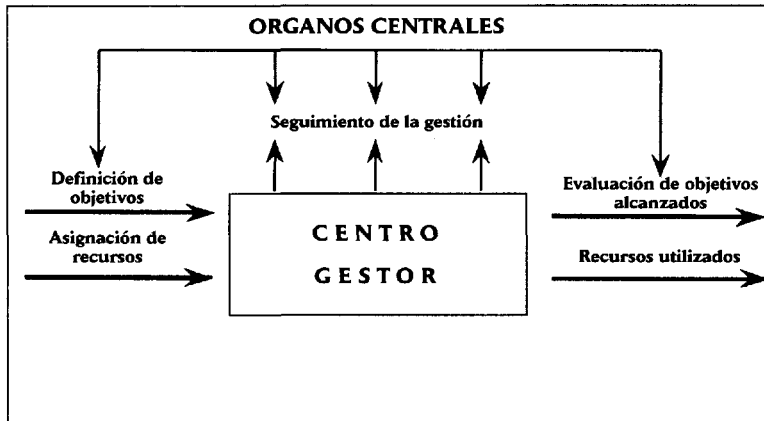 ORGANOS CENTRALES
Seguimiento de la gestión
Definición de
objetivos
Asignación de
recursos
CENTRO
GESTOR
Evaluación de objetivos
alcanzados
Recursos utilizados